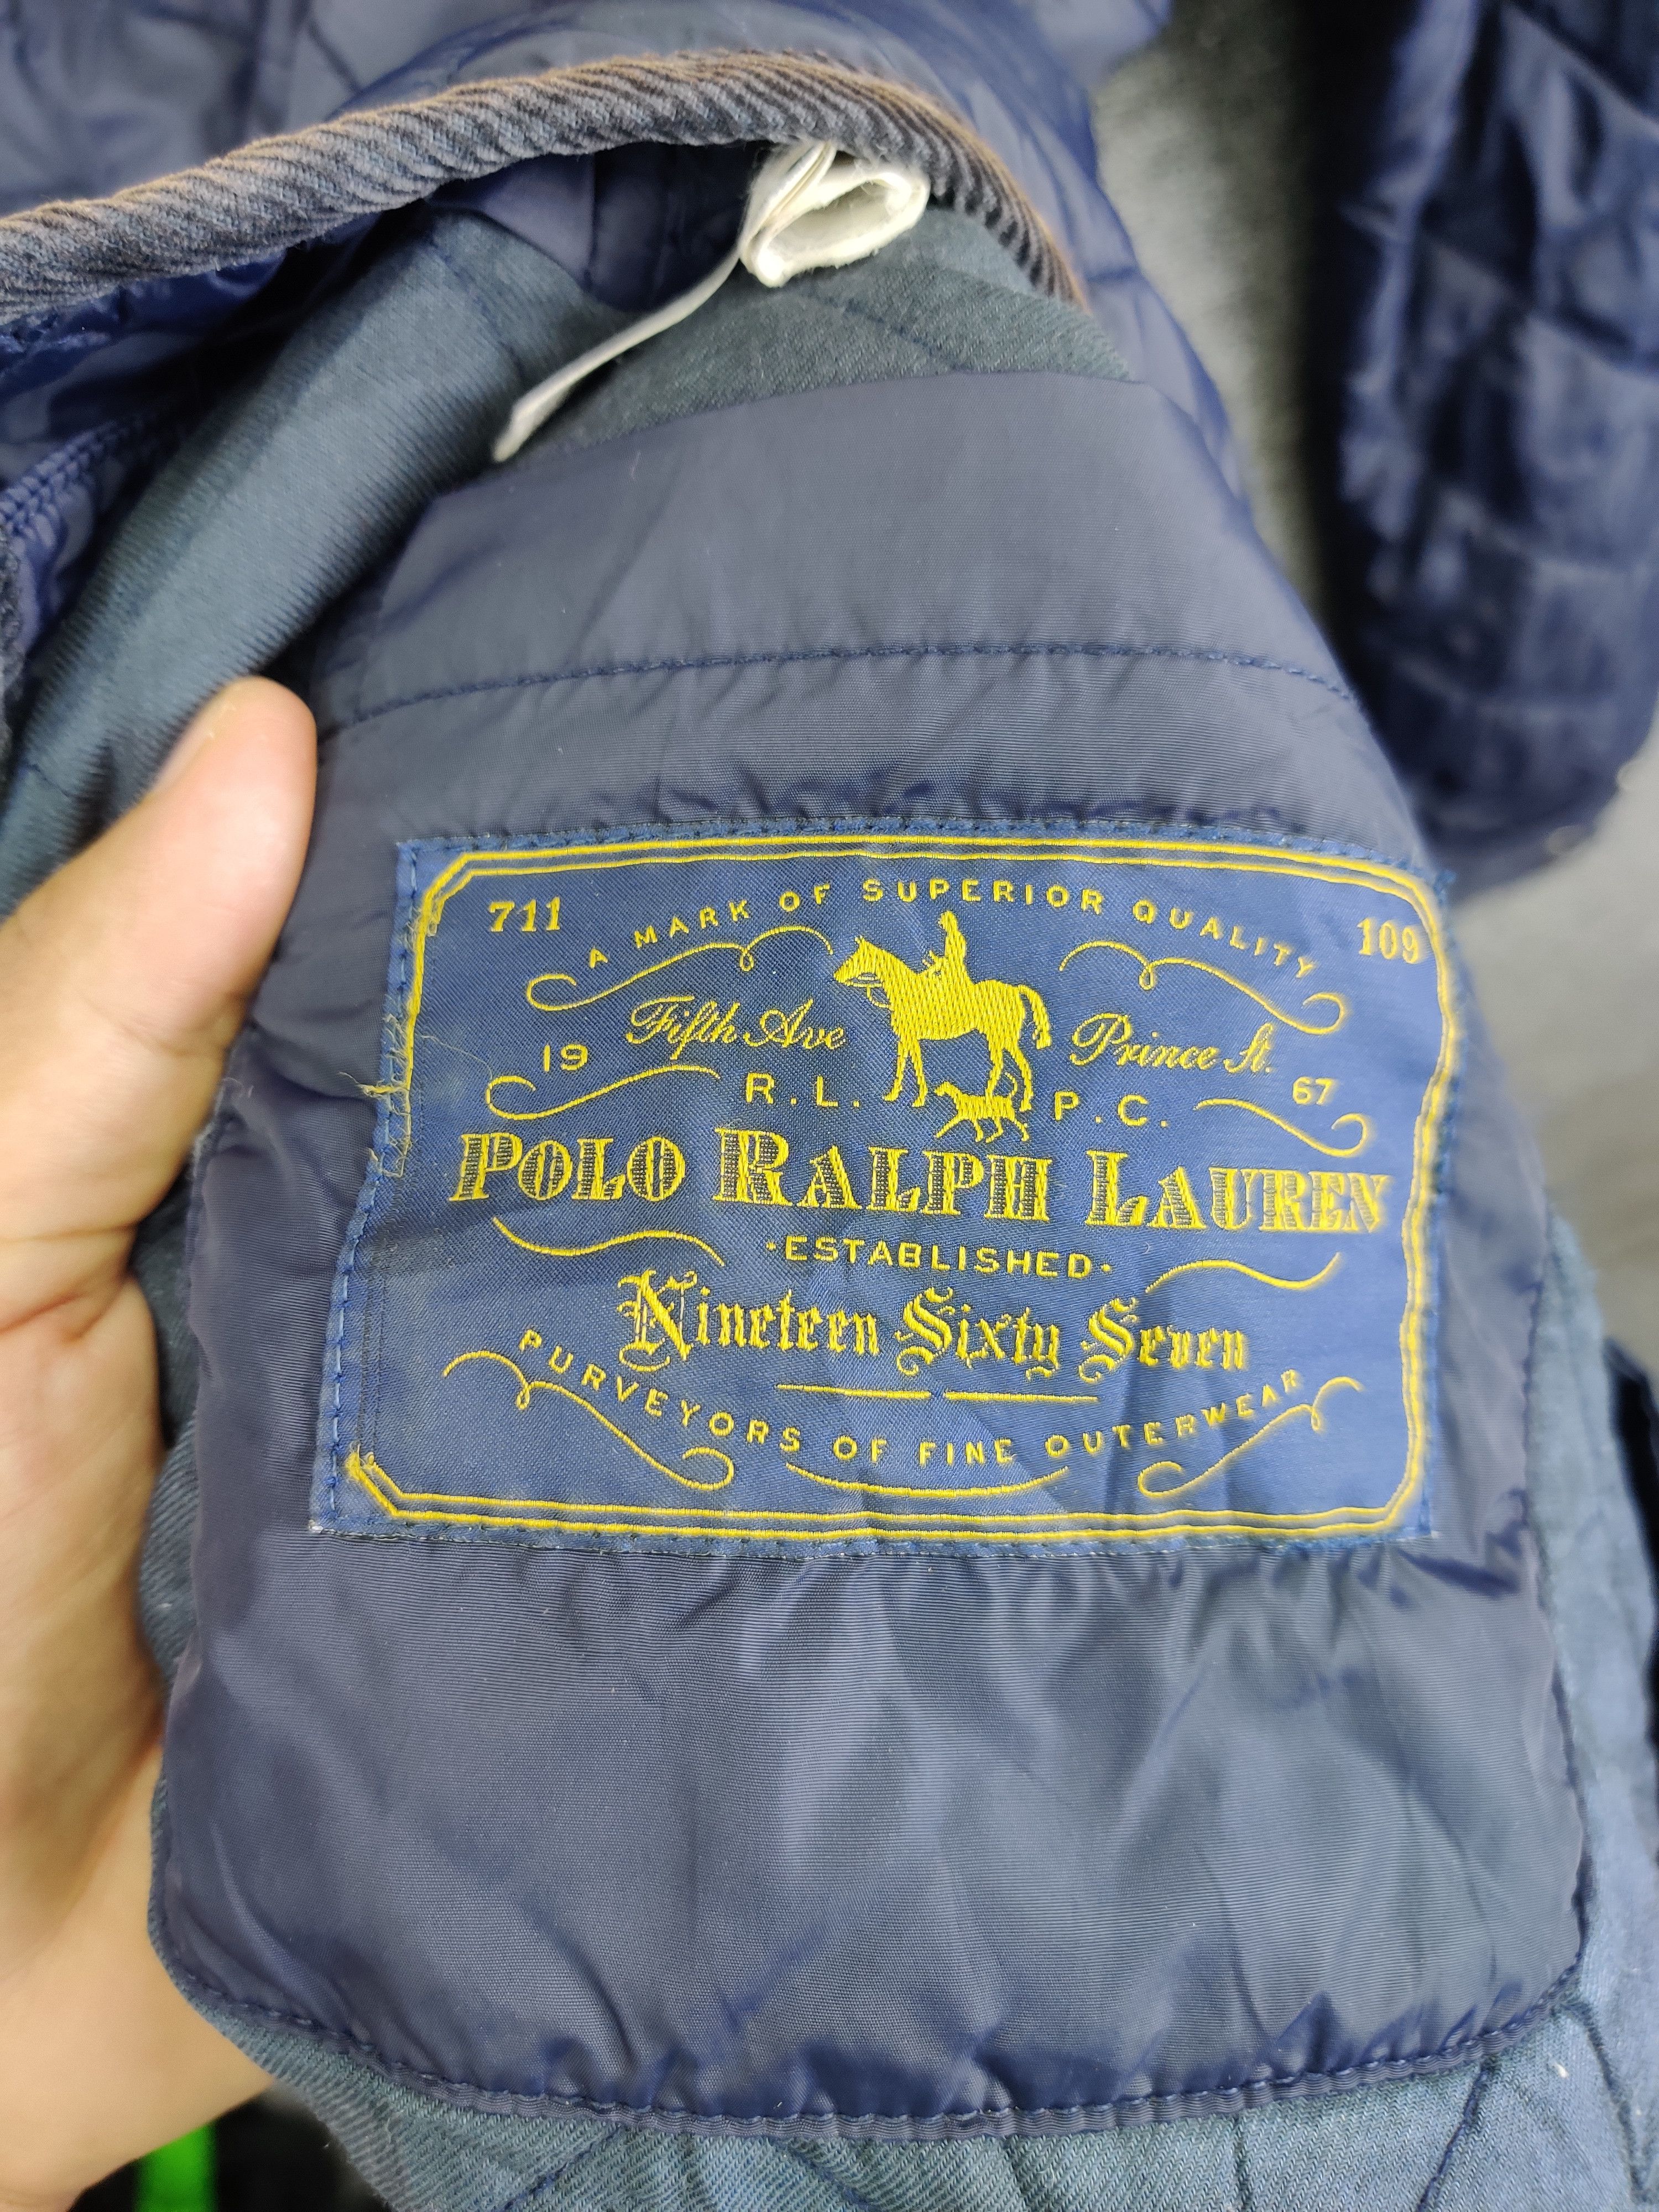 711 109
A MARK OF SUPERIOR QUALITY
Fifth Ave Prince St.
19 67
R.L. P.C.
POLO RALPH LAUREN
·ESTABLISHED·
Nineteen Sixty Seven
PURVEYORS OF FINE OUTERWEAR